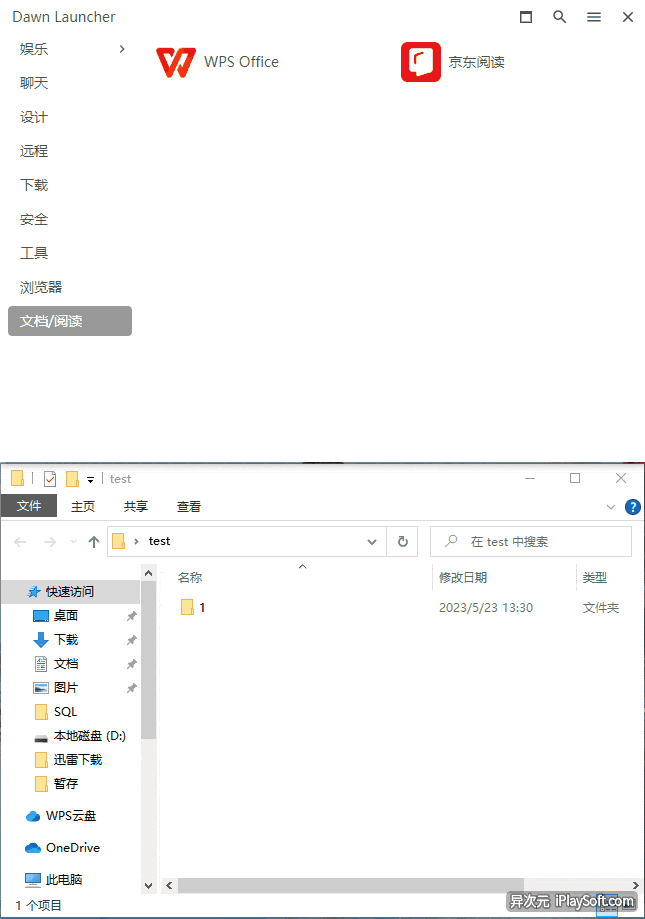 Dawn Launcher
娱乐
聊天
设计
远程
下载
安全
工具
浏览器
文档/阅读
WPS Office
京东阅读
test
文件
主页
共享
查看
?
test
在 test 中搜索
快速访问
桌面
下载
文档
图片
SQL
本地磁盘 (D:)
迅雷下载
暂存
WPS云盘
OneDrive
此电脑
名称
修改日期
类型
1
2023/5/23 13:30
文件夹
1 个项目
异次元 iPlaySoft.com